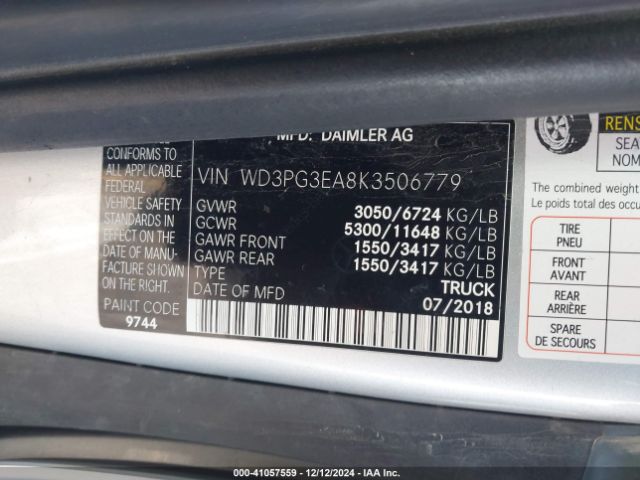 CONFORMS TO
ALL APPLICABLE
FEDERAL
VEHICLE SAFETY
STANDARDS IN
EFFECT ON THE
DATE OF MANU-
FACTURE SHOWN
ON THE RIGHT.
PAINT CODE
9744
MFD. DAIMLER AG
VIN WD3PG3EA8K3506779
GVWR 3050/6724 KG/LB
GCWR 5300/11648 KG/LB
GAWR FRONT 1550/3417 KG/LB
GAWR REAR 1550/3417 KG/LB
TYPE TRUCK
DATE OF MFD 07/2018
RENS
SEA
NOM
The combined weight
Le poids total des occu
TIRE
PNEU
FRONT
AVANT
REAR
ARRIÈRE
SPARE
DE SECOURS
000-41057559 — 12/12/2024 - IAA.com